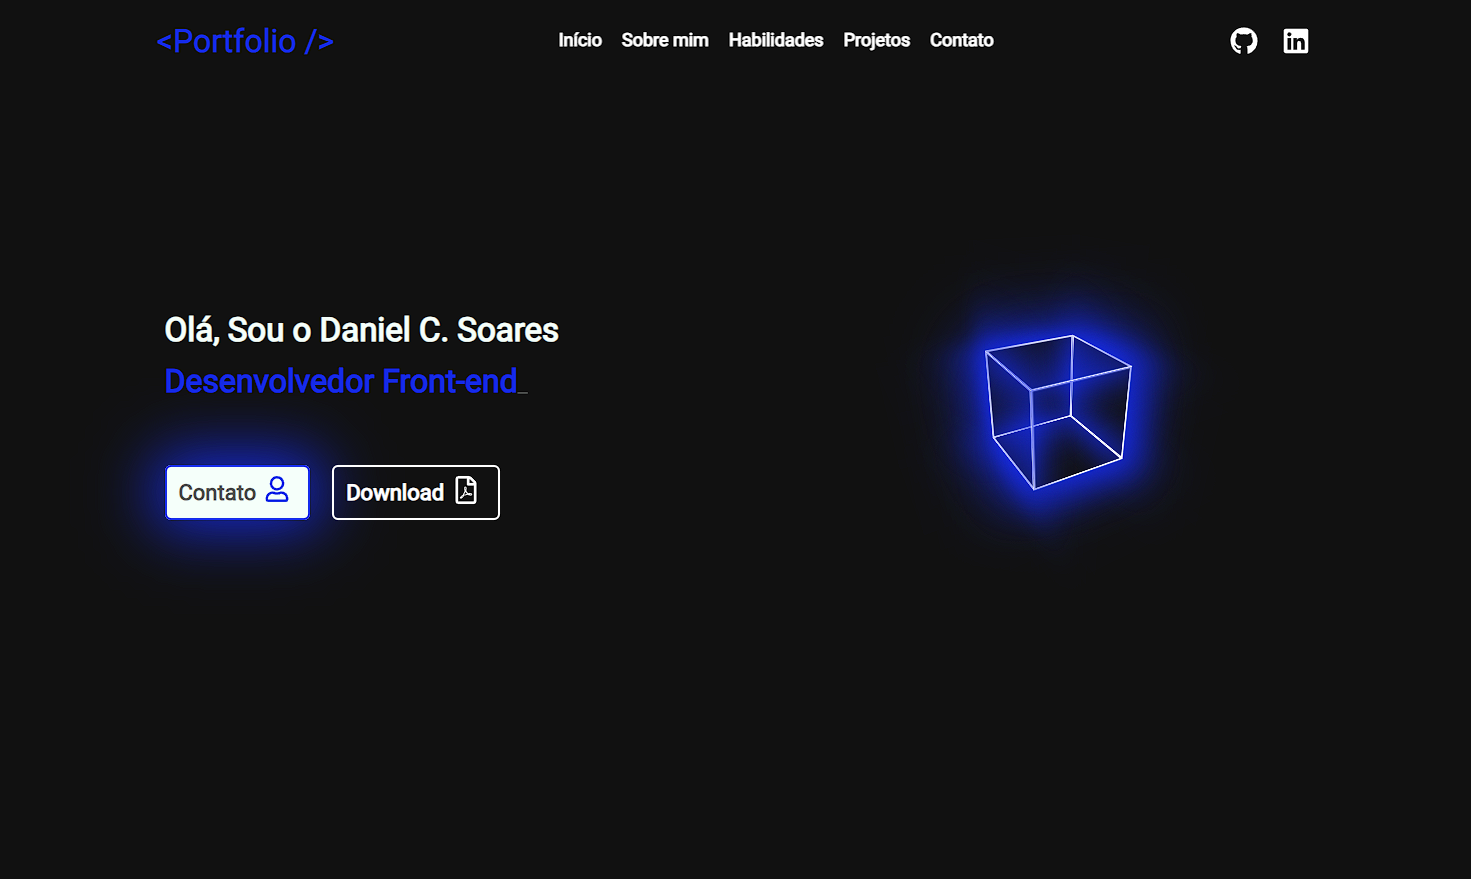 <Portfolio />
Início Sobre mim Habilidades Projetos Contato
Olá, Sou o Daniel C. Soares
Desenvolvedor Front-end_
Contato
Download